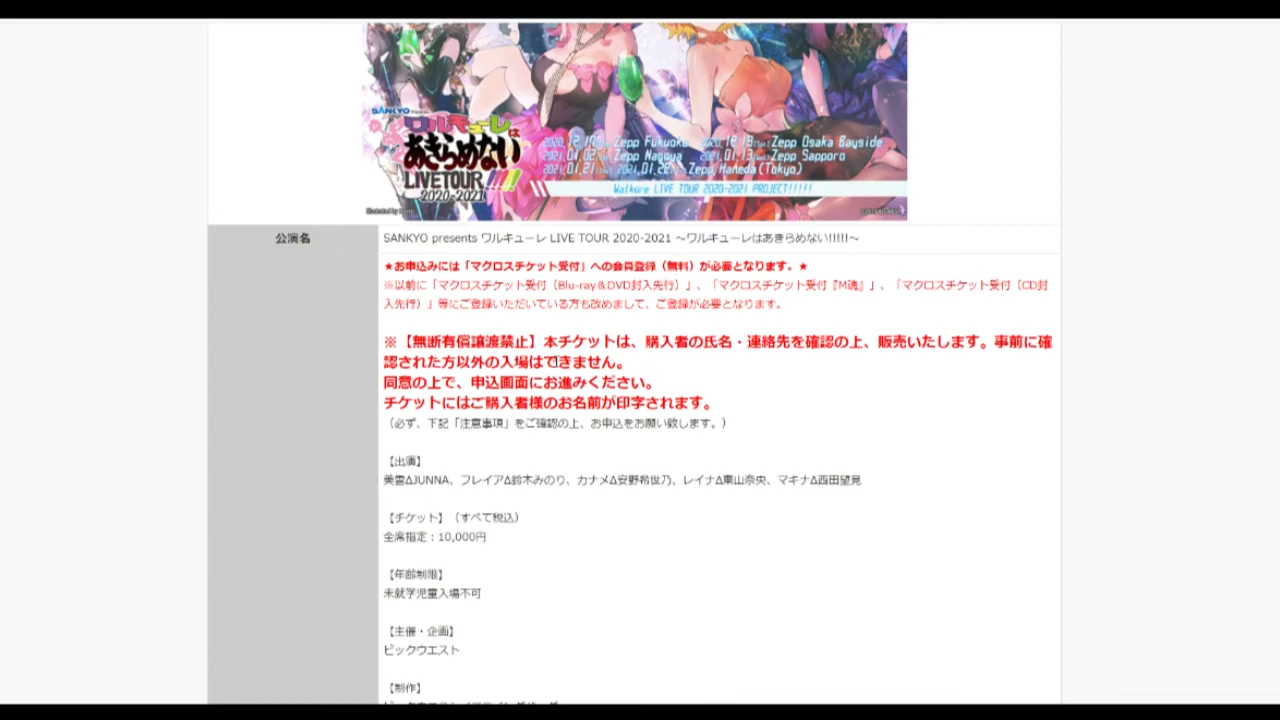 SANKYO
ワルキューレは
あきらめない
LIVETOUR!!!!!
2020-2021
Zepp Fukuoka Zepp Osaka Bayside
Zepp Nagoya 2021.01.13 Zepp Sapporo
2021.01.21 Zepp Haneda(Tokyo)
Walküre LIVE TOUR 2020-2021 PROJECT!!!!!
公演名
SANKYO presents ワルキューレ LIVE TOUR 2020-2021 ～ワルキューレはあきらめない!!!!!～
★お申込みには「マクロスチケット受付」への会員登録（無料）が必要となります。★
※以前に「マクロスチケット受付（Blu-ray＆DVD封入先行）」、「マクロスチケット受付『M魂』」、「マクロスチケット受付（CD封
入先行）」等にご登録いただいている方も改めまして、ご登録が必要となります。
※【無断有償譲渡禁止】本チケットは、購入者の氏名・連絡先を確認の上、販売いたします。事前に確
認された方以外の入場はできません。
同意の上で、申込画面にお進みください。
チケットにはご購入者様のお名前が印字されます。
（必ず、下記「注意事項」をご確認の上、お申込をお願い致します。）
【出演】
美雲ΔJUNNA、フレイアΔ鈴木みのり、カナメΔ安野希世乃、レイナΔ東山奈央、マキナΔ西田望見
【チケット】（すべて税込）
全席指定：10,000円
【年齢制限】
未就学児童入場不可
【主催・企画】
ビックウエスト
【制作】